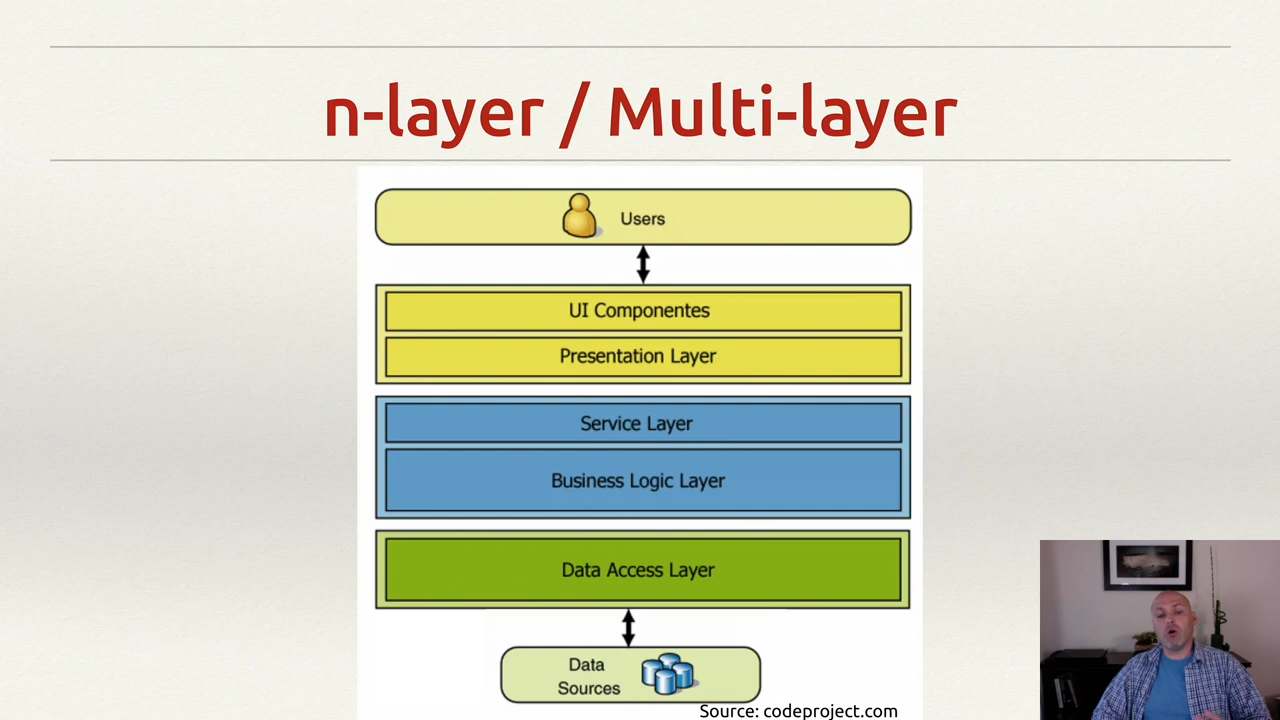 n-layer / Multi-layer
Users
UI Componentes
Presentation Layer
Service Layer
Business Logic Layer
Data Access Layer
Data
Sources
Source: codeproject.com